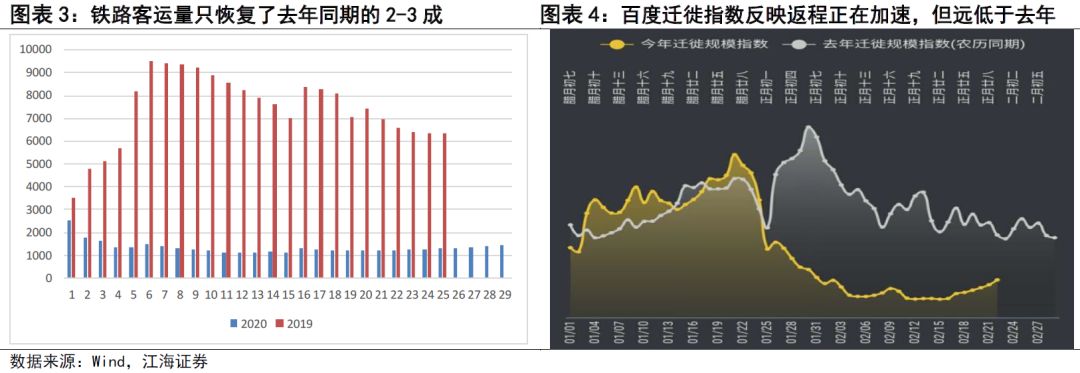 图表 3：铁路客运量只恢复了去年同期的 2-3 成
10000
9000
8000
7000
6000
5000
4000
3000
2000
1000
0
1 2 3 4 5 6 7 8 9 10 11 12 13 14 15 16 17 18 19 20 21 22 23 24 25 26 27 28 29
2020 2019
图表 4：百度迁徙指数反映返程正在加速，但远低于去年
今年迁徙规模指数 去年迁徙规模指数(农历同期)
腊月初七 腊月初十 腊月十三 腊月十六 腊月十九 腊月廿二 腊月廿五 腊月廿八 正月初一 正月初四 正月初七 正月初十 正月十三 正月十六 正月十九 正月廿二 正月廿五 正月廿八 二月初二 二月初五
01/01 01/04 01/07 01/10 01/13 01/16 01/19 01/22 01/25 01/28 01/31 02/03 02/06 02/09 02/12 02/15 02/18 02/21 02/24 02/27
数据来源：Wind，江海证券